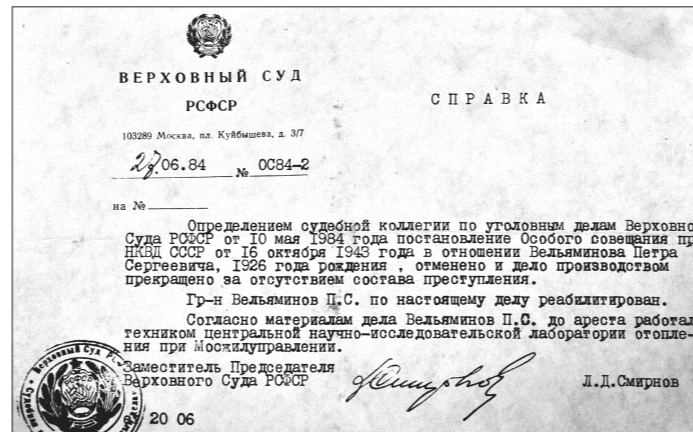 ВЕРХОВНЫЙ СУД
РСФСР
103289 Москва, пл. Куйбышева, д. 3/7
.06.84 № ОС84-2
на №
СПРАВКА
Определением судебной коллегии по уголовным делам Верховно
Суда РСФСР от 10 мая 1984 года постановление Особого совещания пр
НКВД СССР от 16 октября 1943 года в отношении Вельяминова Петра
Сергеевича, 1926 года рождения , отменено и дело производством
прекращено за отсутствием состава преступления.
Гр-н Вельяминов П.С. по настоящему делу реабилитирован.
Согласно материалам дела Вельяминов П.С. до ареста работал
техником центральной научно-исследовательской лаборатории отопле-
ния при Мосжилуправлении.
Заместитель Председателя
Верховного Суда РСФСР
Л.Д.Смирнов
Верховный Суд
20 06